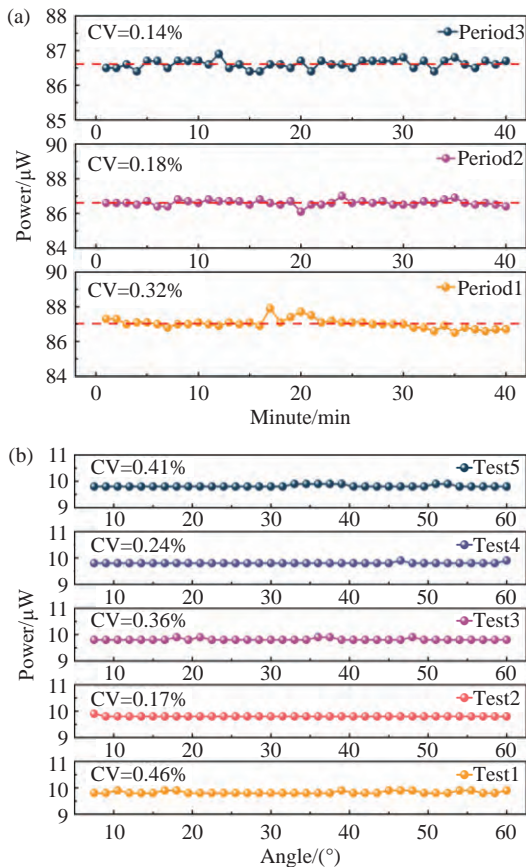 (a)
88
CV=0.14%
Period3
87
86
85
0 10 20 30 40
90
CV=0.18%
Period2
88
86
84
0 10 20 30 40
90
CV=0.32%
Period1
88
86
84
0 10 20 30 40
Power/μW
Minute/min
(b)
11
CV=0.41%
Test5
10
9
10 20 30 40 50 60
11
CV=0.24%
Test4
10
9
10 20 30 40 50 60
11
CV=0.36%
Test3
10
9
10 20 30 40 50 60
11
CV=0.17%
Test2
10
9
10 20 30 40 50 60
11
CV=0.46%
Test1
10
9
10 20 30 40 50 60
Power/μW
Angle/(°)